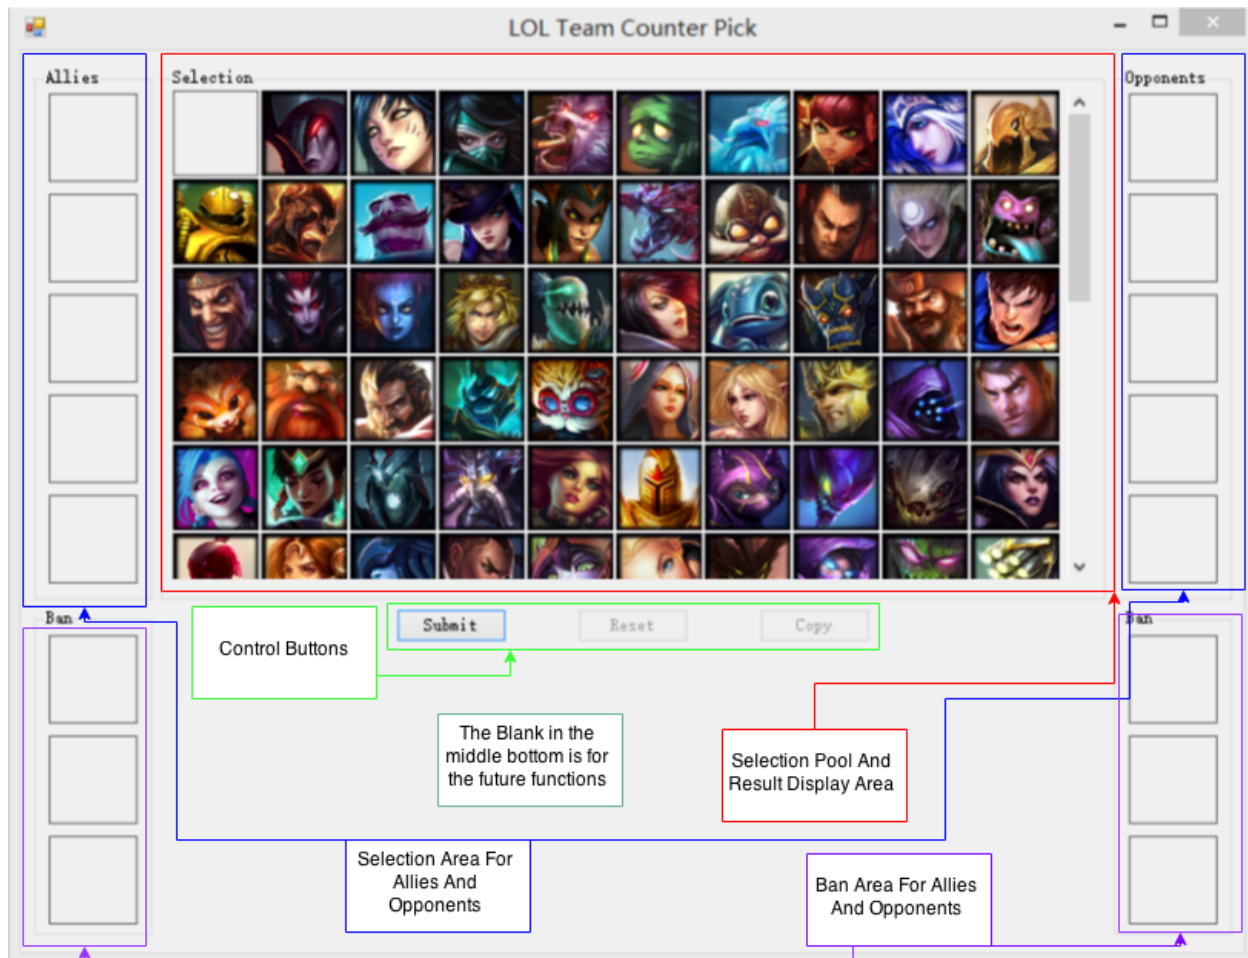 LOL Team Counter Pick
Allies
Selection
Opponents
Ban
Submit
Reset
Copy
Ban
Control Buttons
The Blank in the
middle bottom is for
the future functions
Selection Pool And
Result Display Area
Selection Area For
Allies And
Opponents
Ban Area For Allies
And Opponents